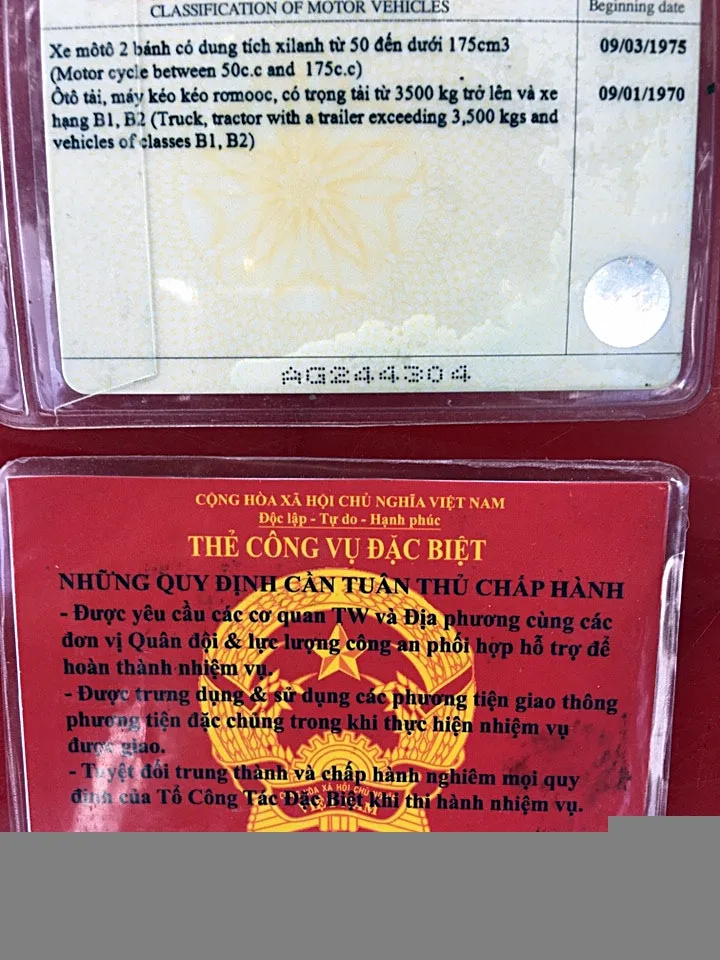 CLASSIFICATION OF MOTOR VEHICLES
Beginning date
Xe môtô 2 bánh có dung tích xilanh từ 50 đến dưới 175cm3
09/03/1975
(Motor cycle between 50c.c and 175c.c)
Ôtô tải, máy kéo kéo rơmooc, có trọng tải từ 3500 kg trở lên và xe
09/01/1970
hạng B1, B2 (Truck, tractor with a trailer exceeding 3,500 kgs and
vehicles of classes B1, B2)
AG244304
CỘNG HÒA XÃ HỘI CHỦ NGHĨA VIỆT NAM
Độc lập - Tự do - Hạnh phúc
THẺ CÔNG VỤ ĐẶC BIỆT
NHỮNG QUY ĐỊNH CẦN TUÂN THỦ CHẤP HÀNH
- Được yêu cầu các cơ quan TW và Địa phương cùng các
đơn vị Quân đội & lực lượng công an phối hợp hỗ trợ để
hoàn thành nhiệm vụ.
- Được trưng dụng & sử dụng các phương tiện giao thông
phương tiện đặc chủng trong khi thực hiện nhiệm vụ
được giao.
- Tuyệt đối trung thành và chấp hành nghiêm mọi quy
định của Tổ Công Tác Đặc Biệt khi thi hành nhiệm vụ.